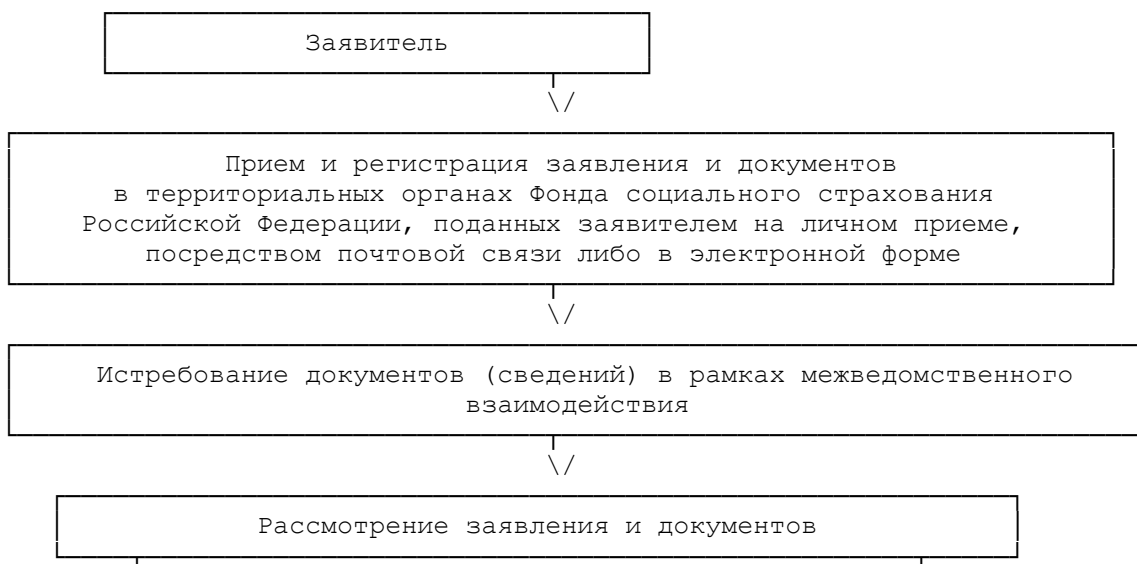 Заявитель
Прием и регистрация заявления и документов
в территориальных органах Фонда социального страхования
Российской Федерации, поданных заявителем на личном приеме,
посредством почтовой связи либо в электронной форме
Истребование документов (сведений) в рамках межведомственного
взаимодействия
Рассмотрение заявления и документов